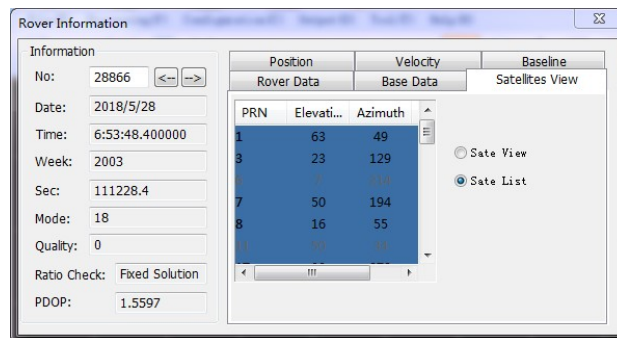 Rover Information
Information
No: 28866 <-- -->
Date: 2018/5/28
Time: 6:53:48.400000
Week: 2003
Sec: 111228.4
Mode: 18
Quality: 0
Ratio Check: Fixed Solution
PDOP: 1.5597
Position Velocity Baseline
Rover Data Base Data Satellites View
PRN Elevati... Azimuth
1 63 49
3 23 129
7 50 194
8 16 55
Sate View
Sate List